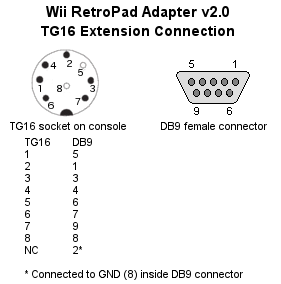 Wii RetroPad Adapter v2.0
TG16 Extension Connection
4 2 5
1 8 3
7 6
5 1
9 6
TG16 socket on console DB9 female connector
TG16 DB9
1 5
2 1
3 3
4 4
5 6
6 7
7 9
8 8
NC 2*
* Connected to GND (8) inside DB9 connector